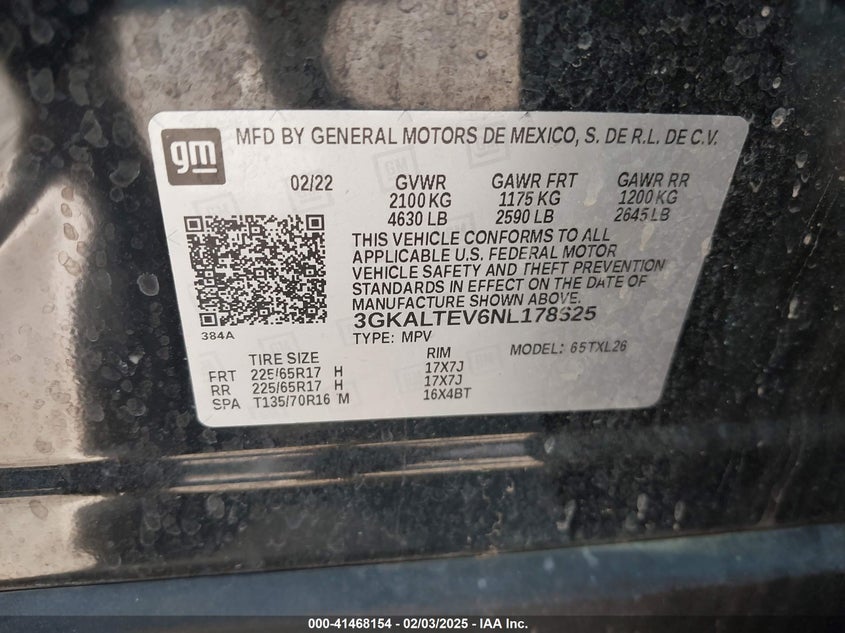 gm
MFD BY GENERAL MOTORS DE MEXICO, S. DE R.L. DE C.V.
02/22 GVWR GAWR FRT GAWR RR
2100 KG 1175 KG 1200 KG
4630 LB 2590 LB 2645 LB
THIS VEHICLE CONFORMS TO ALL
APPLICABLE U.S. FEDERAL MOTOR
VEHICLE SAFETY AND THEFT PREVENTION
STANDARDS IN EFFECT ON THE DATE OF
MANUFACTURE SHOWN ABOVE.
3GKALTEV6NL178625
384A
TYPE: MPV MODEL: 65TXL26
TIRE SIZE RIM
FRT 225/65R17 H 17X7J
RR 225/65R17 H 17X7J
SPA T135/70R16 M 16X4BT
000-41468154 - 02/03/2025 - IAA Inc.